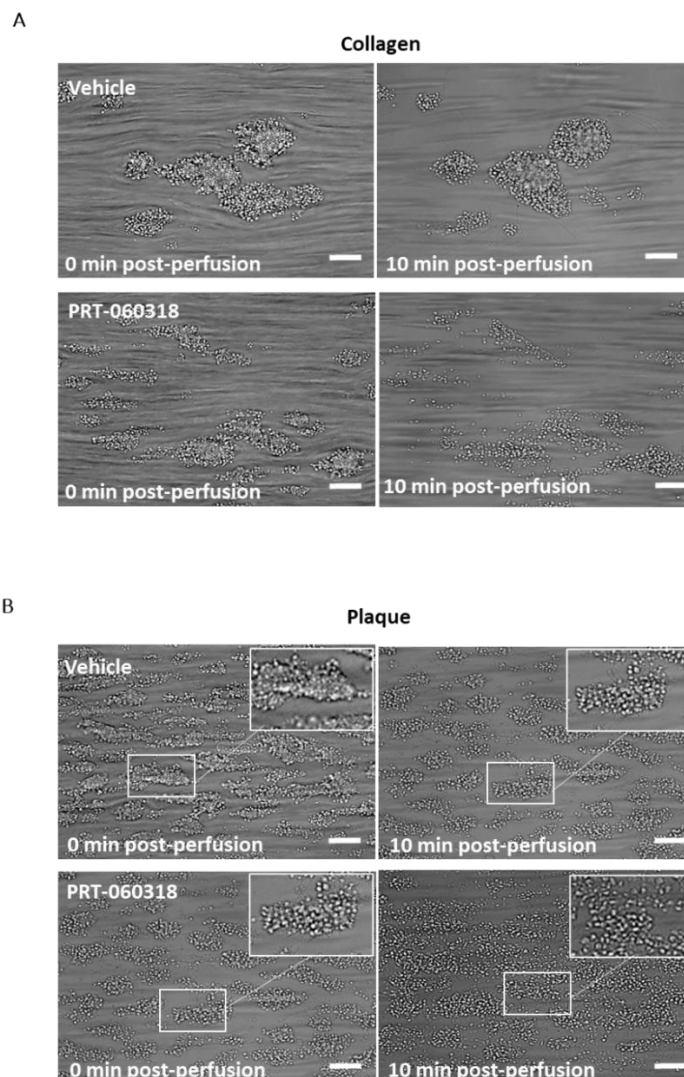 A
Collagen
Vehicle
0 min post-perfusion
10 min post-perfusion
PRT-060318
0 min post-perfusion
10 min post-perfusion
B
Plaque
Vehicle
0 min post-perfusion
10 min post-perfusion
PRT-060318
0 min post-perfusion
10 min post-perfusion